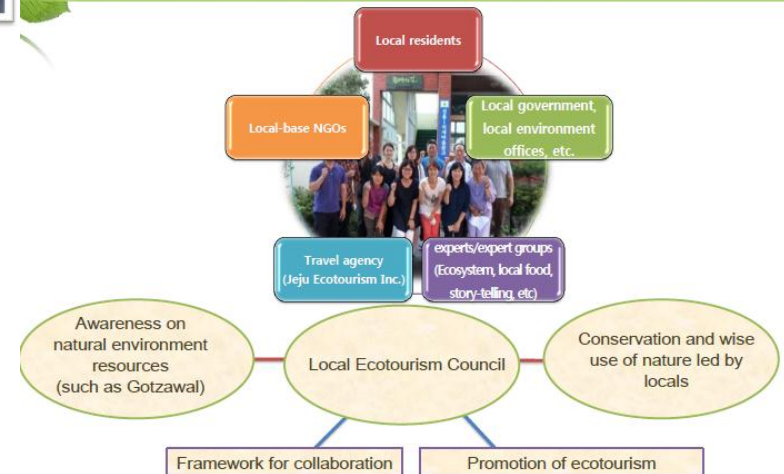 Local residents
Local-base NGOs
Local government,
local environment
offices, etc.
Travel agency
(Jeju Ecotourism Inc.)
experts/expert groups
(Ecosystem, local food,
story-telling, etc)
Awareness on
natural environment
resources
(such as Gotzawal)
Local Ecotourism Council
Conservation and wise
use of nature led by
locals
Framework for collaboration
Promotion of ecotourism